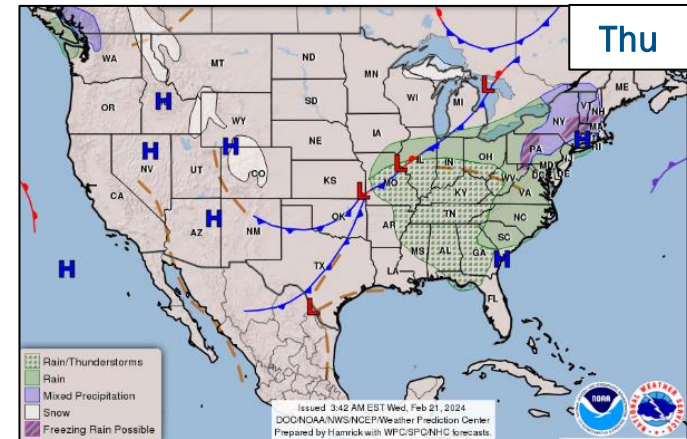 Thu
WA
MT
ND
MN
ME
OR
H
SD
WI
MI
L
VT
NH
NY
MA
RI
H
H
WY
H
IA
NE
PA
NJ
NV
UT
CO
IL
L
IN
OH
MD
DE
DC
WV
VA
CA
KS
MO
L
KY
H
AZ
NM
OK
AR
TN
NC
SC
H
TX
MS
AL
GA
H
LA
L
FL
Rain/Thunderstorms
Rain
Mixed Precipitation
Snow
Freezing Rain Possible
Issued 3:42 AM EST Wed, Feb 21, 2024
DOC/NOAA/NWS/NCEP/Weather Prediction Center
Prepared by Hamrick with WPC/SPC/NHC forecasts.
NOAA
NATIONAL WEATHER SERVICE